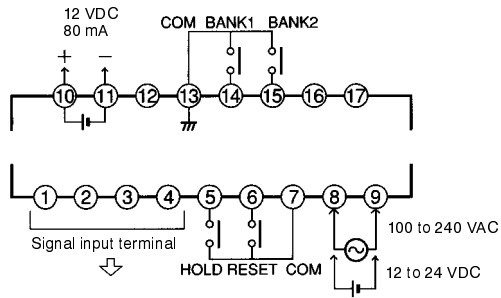 12 VDC
80 mA
COM BANK1 BANK2
+ −
10 11 12 13 14 15 16 17
1 2 3 4 5 6 7 8 9
Signal input terminal
HOLD RESET COM
100 to 240 VAC
12 to 24 VDC